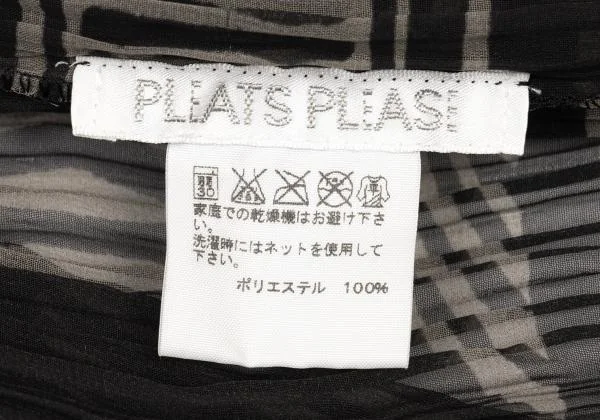 PLEATS PLEASE
弱
30
家庭での乾燥機はお避け下さ
い。
洗濯時にはネットを使用して
下さい。
ポリエステル 100%